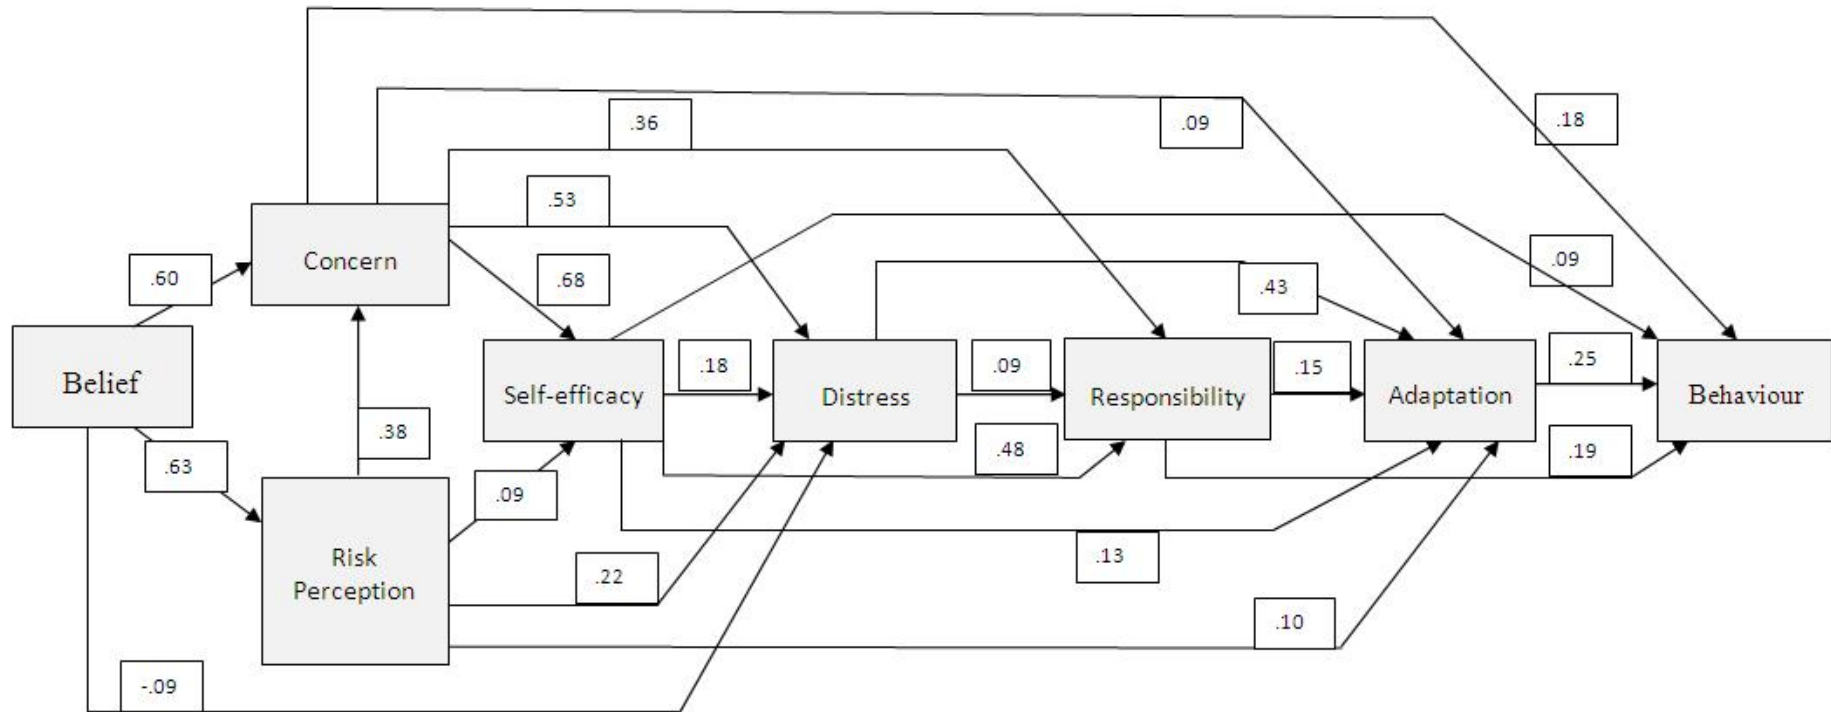 .36
.09
.18
.53
.60
Concern
.68
.09
.43
Belief
.18
.09
.15
.25
Self-efficacy
Distress
Responsibility
Adaptation
Behaviour
.38
.63
.48
.19
.09
Risk
Perception
.22
.13
.10
-.09